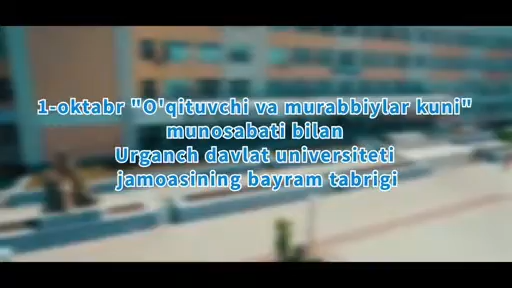 1-oktabr "O'qituvchi va murabbiylar kuni"
munosabati bilan
Urganch davlat universiteti
jamoasining bayram tabrigi